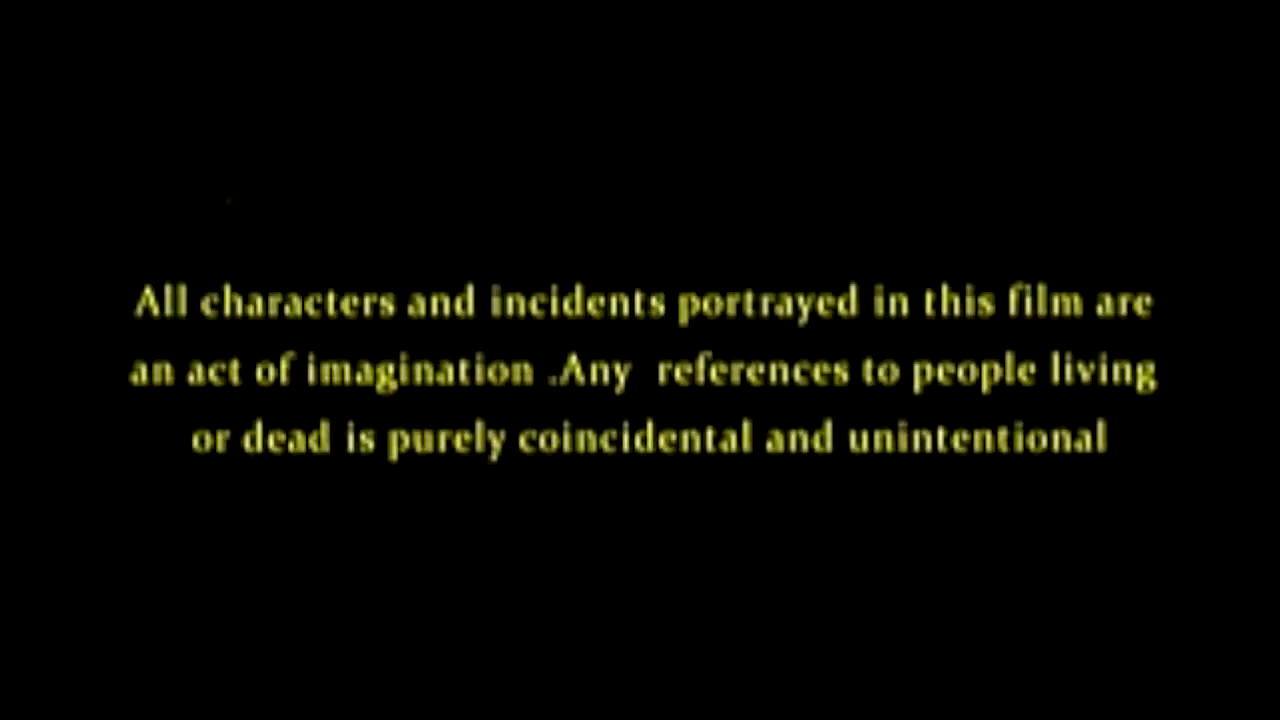 All characters and incidents portrayed in this film are
an act of imagination .Any  references to people living
or dead is purely coincidental and unintentional